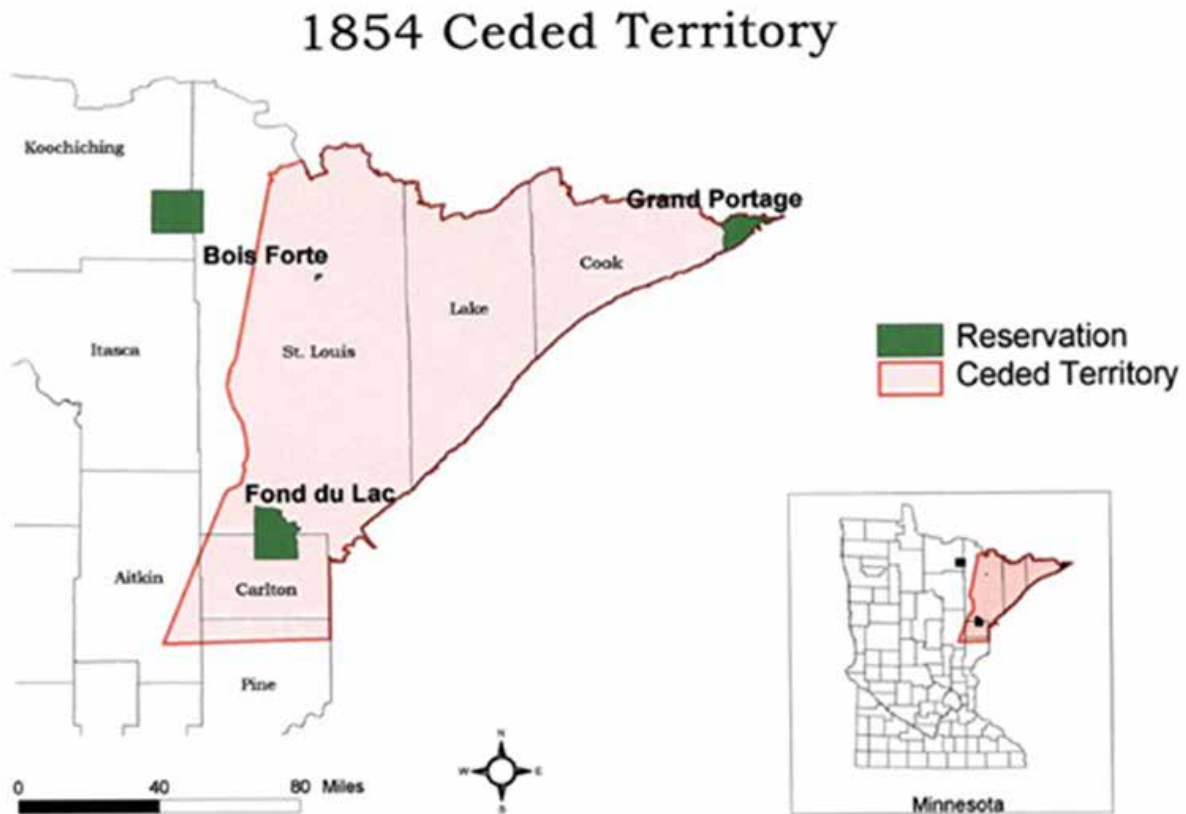 1854 Ceded Territory
Koochiching
Grand Portage
Bois Forte
Cook
Lake
Itasca
St. Louis
Reservation
Ceded Territory
Fond du Lac
Aitkin
Carlton
Pine
N
W E
S
0 40 80 Miles
Minnesota